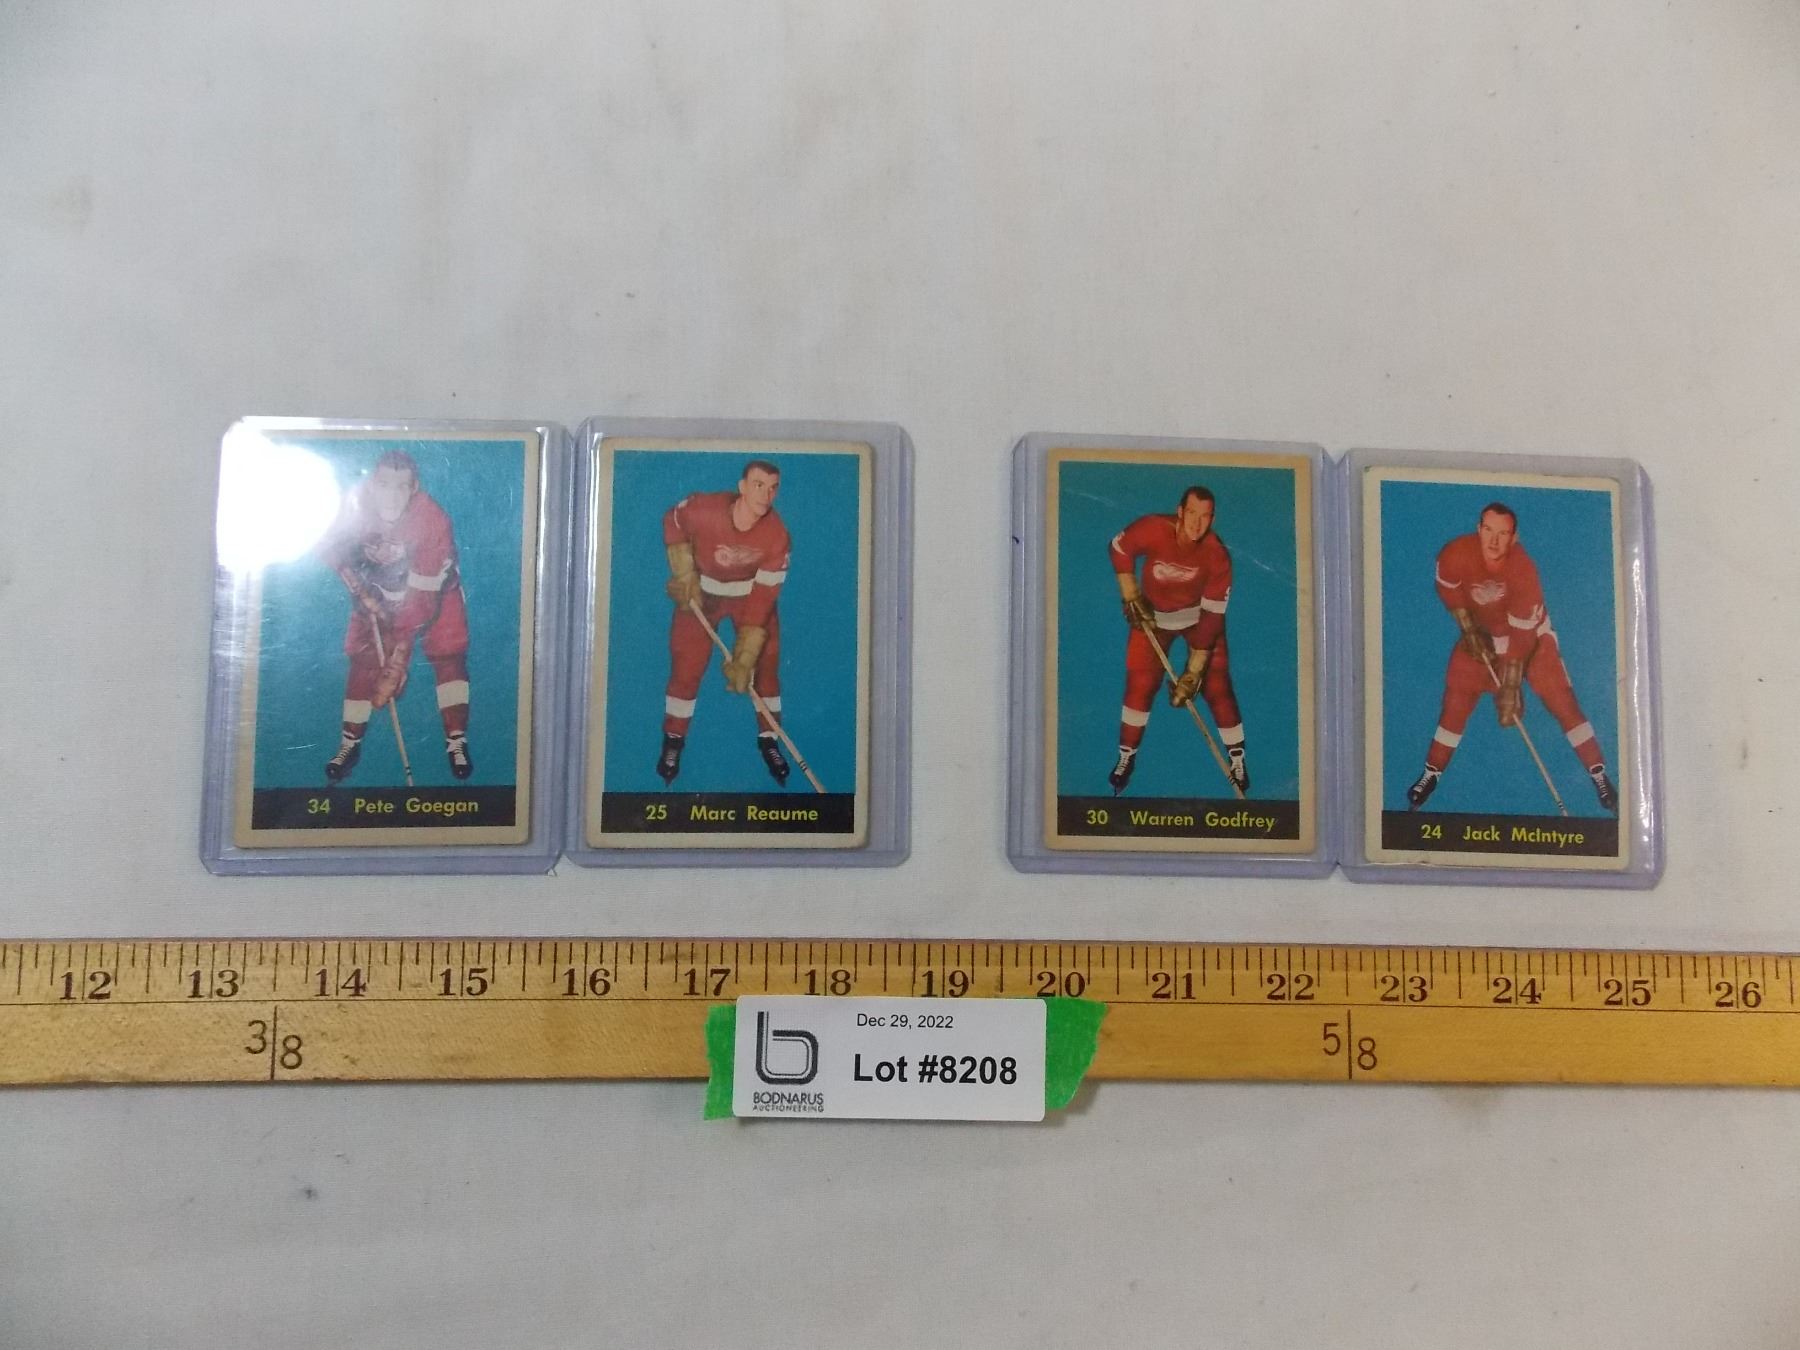 34 Pete Goegan
25 Marc Reaume
30 Warren Godfrey
24 Jack McIntyre
12 13 14 15 16 17 18 19 20 21 22 23 24 25 26
3 8
5 8
Dec 29, 2022
Lot #8208
BODNARUS
AUCTIONEERING